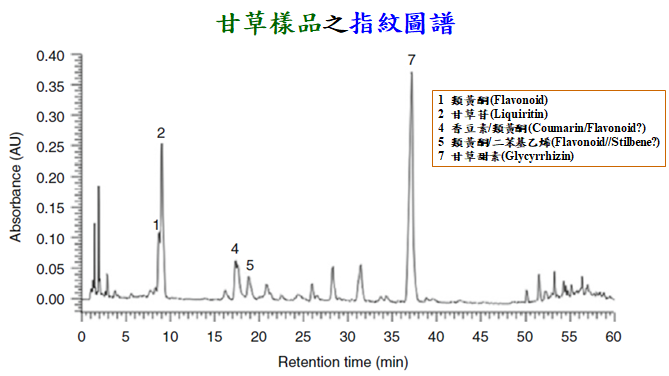 甘草樣品之指紋圖譜
0.40
0.35
0.30
0.25
0.20
0.15
0.10
0.05
0.00
Absorbance (AU)
1
2
4
5
7
1 類黃酮(Flavonoid)
2 甘草苷(Liquiritin)
4 香豆素/類黃酮(Coumarin/Flavonoid?)
5 類黃酮/二苯基乙烯(Flavonoid//Stilbene?)
7 甘草甜素(Glycyrrhizin)
0 5 10 15 20 25 30 35 40 45 50 55 60
Retention time (min)